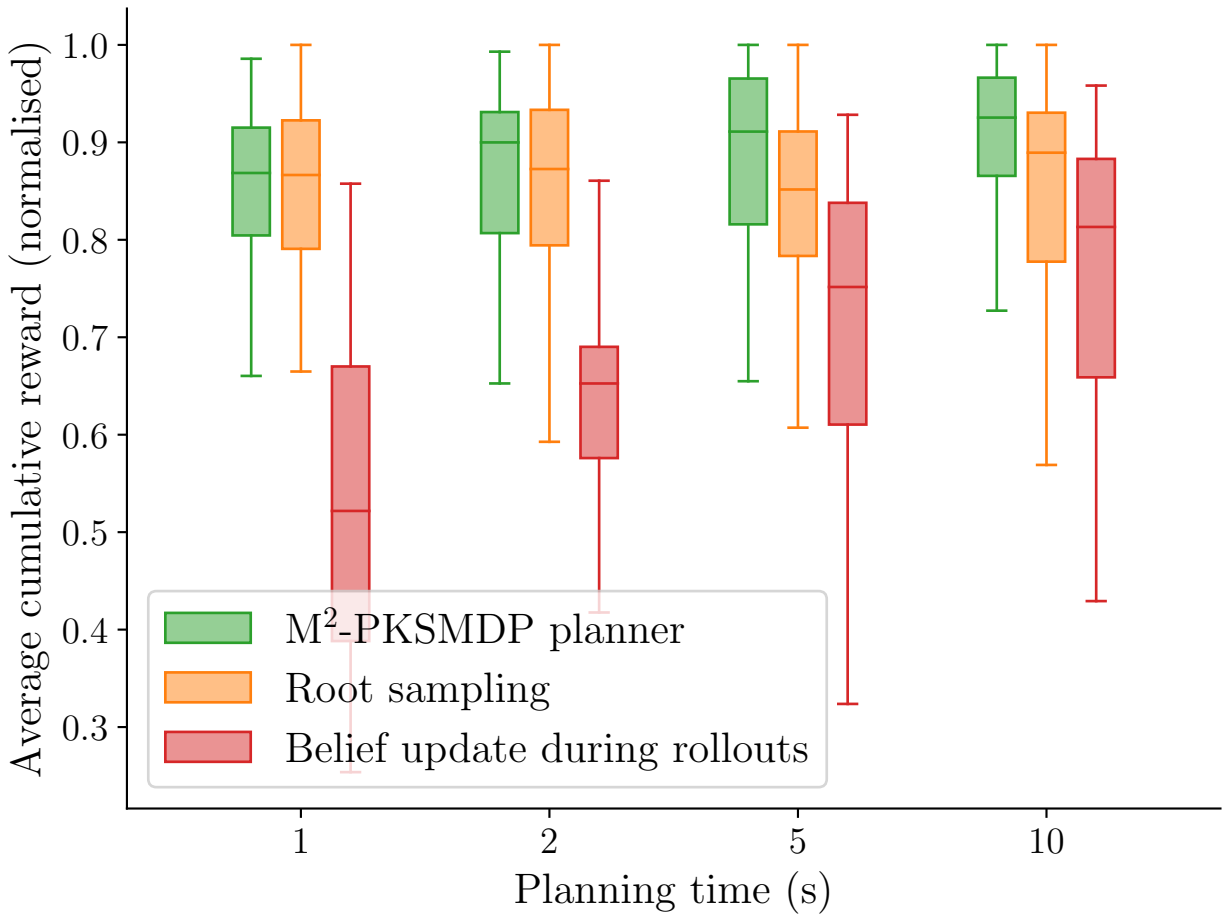 Average cumulative reward (normalised)
1.0
0.9
0.8
0.7
0.6
0.5
0.4
0.3
M²-PKSMDP planner
Root sampling
Belief update during rollouts
1 2 5 10
Planning time (s)